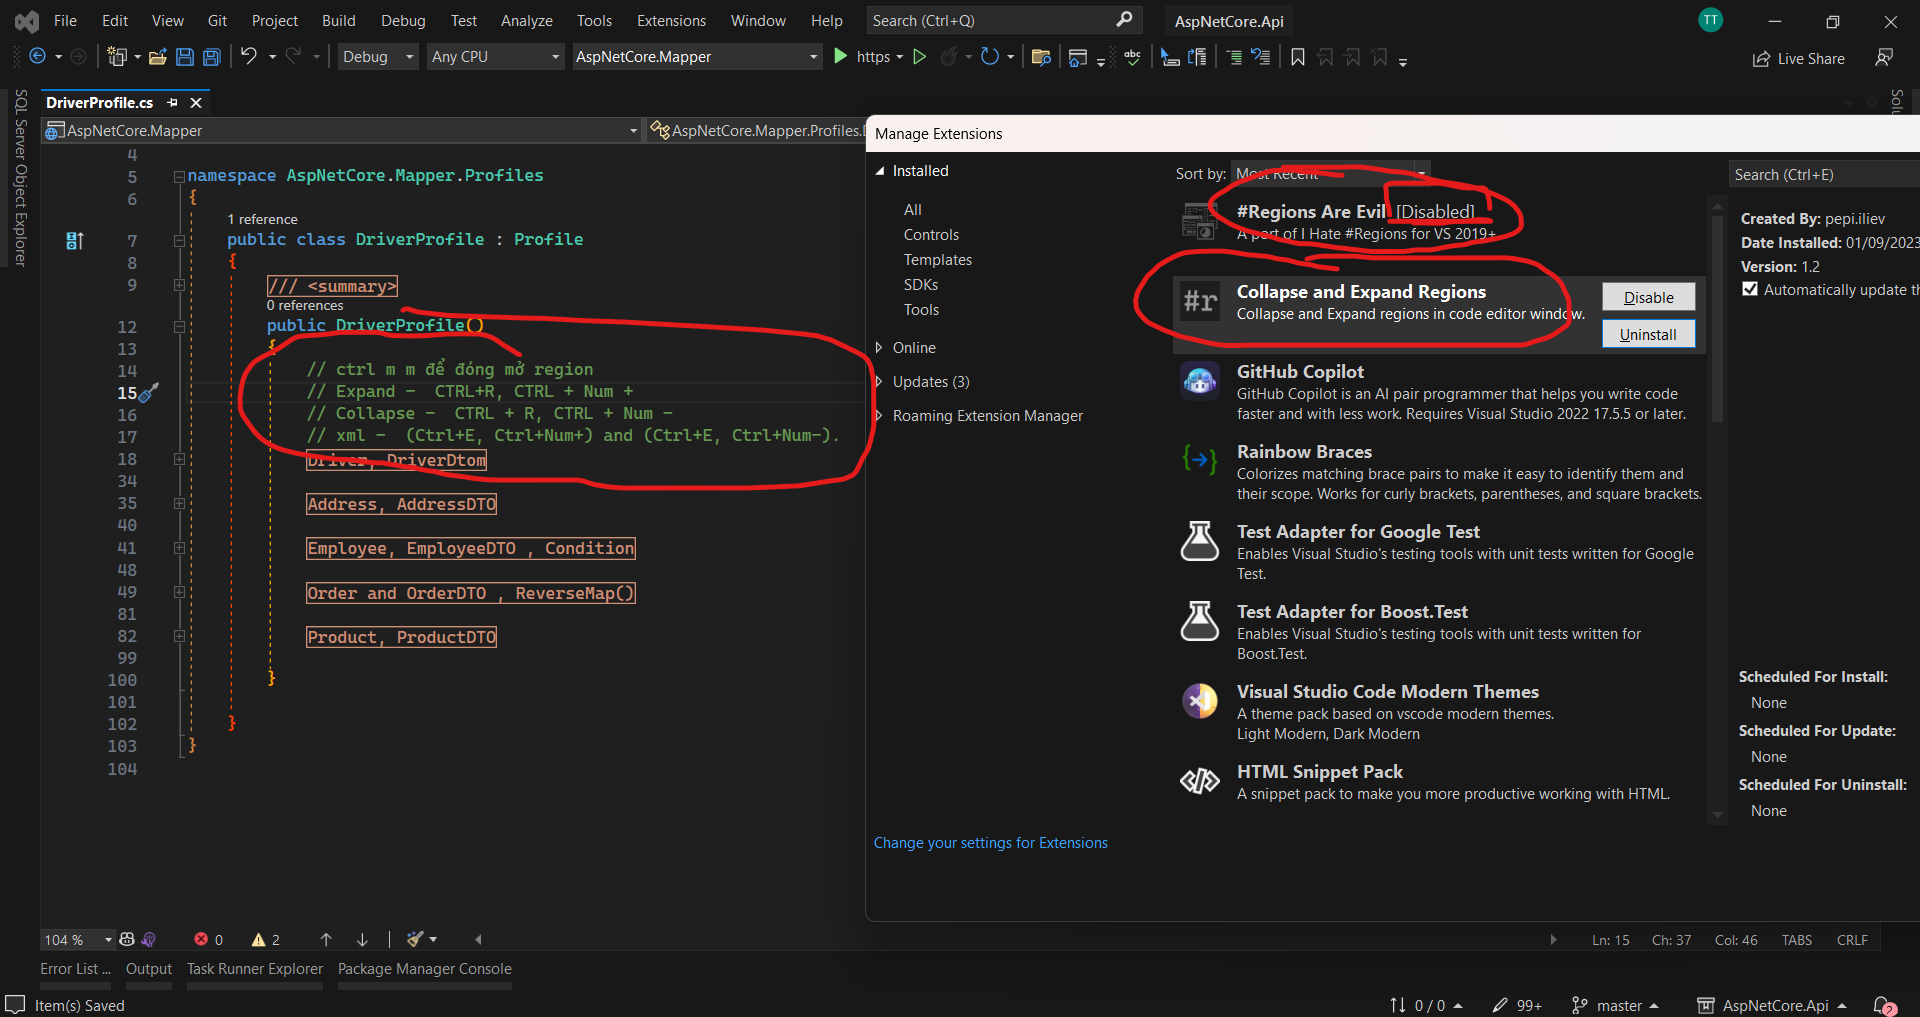 File Edit View Git Project Build Debug Test Analyze Tools Extensions Window Help Search (Ctrl+Q) AspNetCore.Api TT
Debug Any CPU AspNetCore.Mapper https abc Live Share
SQL Server Object Explorer
DriverProfile.cs
AspNetCore.Mapper AspNetCore.Mapper.Profiles.
4
5 namespace AspNetCore.Mapper.Profiles
6 {
1 reference
7 public class DriverProfile : Profile
8 {
9 /// <summary>
0 references
12 public DriverProfile()
13 {
14 // ctrl m m để đóng mở region
15 // Expand - CTRL+R, CTRL + Num +
16 // Collapse - CTRL + R, CTRL + Num -
17 // xml - (Ctrl+E, Ctrl+Num+) and (Ctrl+E, Ctrl+Num-).
18 Driver, DriverDtom
34
35 Address, AddressDTO
40
41 Employee, EmployeeDTO , Condition
48
49 Order and OrderDTO , ReverseMap()
81
82 Product, ProductDTO
99
100 }
101
102 }
103 }
104
Manage Extensions
Installed
All
Controls
Templates
SDKs
Tools
Online
Updates (3)
Roaming Extension Manager
Change your settings for Extensions
Sort by: Most Recent
#Regions Are Evil [Disabled]
A part of I Hate #Regions for VS 2019+
#r
Collapse and Expand Regions
Collapse and Expand regions in code editor window.
Disable
Uninstall
GitHub Copilot
GitHub Copilot is an AI pair programmer that helps you write code
faster and with less work. Requires Visual Studio 2022 17.5.5 or later.
Rainbow Braces
Colorizes matching brace pairs to make it easy to identify them and
their scope. Works for curly brackets, parentheses, and square brackets.
Test Adapter for Google Test
Enables Visual Studio's testing tools with unit tests written for Google
Test.
Test Adapter for Boost.Test
Enables Visual Studio's testing tools with unit tests written for
Boost.Test.
Visual Studio Code Modern Themes
A theme pack based on vscode modern themes.
Light Modern, Dark Modern
HTML Snippet Pack
A snippet pack to make you more productive working with HTML.
Search (Ctrl+E)
Created By: pepi.iliev
Date Installed: 01/09/2023
Version: 1.2
Automatically update
Scheduled For Install:
None
Scheduled For Update:
None
Scheduled For Uninstall:
None
104 % 0 2 Ln: 15 Ch: 37 Col: 46 TABS CRLF
Error List ... Output Task Runner Explorer Package Manager Console
Item(s) Saved 0 / 0 99+ master AspNetCore.Api 2